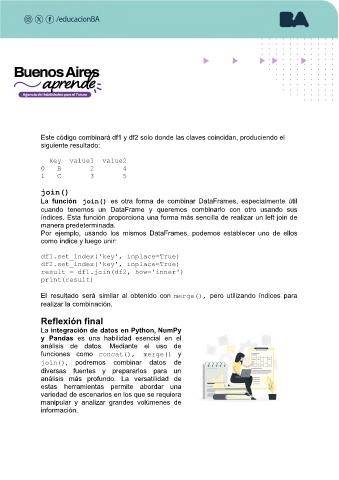 /educacionBA
BA
Buenos Aires
aprende
Agencia de Habilidades para el Futuro
Este código combinará df1 y df2 solo donde las claves coincidan, produciendo el
siguiente resultado:
key value1 value2
0 B 2 4
1 C 3 5
join()
La función join() es otra forma de combinar DataFrames, especialmente útil
cuando tenemos un DataFrame y queremos combinarlo con otro usando sus
índices. Esta función proporciona una forma más sencilla de realizar un left join de
manera predeterminada.
Por ejemplo, usando los mismos DataFrames, podemos establecer uno de ellos
como índice y luego unir:
df1.set_index('key', inplace=True)
df2.set_index('key', inplace=True)
result = df1.join(df2, how='inner')
print(result)
El resultado será similar al obtenido con merge(), pero utilizando índices para
realizar la combinación.
Reflexión final
La integración de datos en Python, NumPy
y Pandas es una habilidad esencial en el
análisis de datos. Mediante el uso de
funciones como concat(), merge() y
join(), podremos combinar datos de
diversas fuentes y prepararlos para un
análisis más profundo. La versatilidad de
estas herramientas permite abordar una
variedad de escenarios en los que se requiera
manipular y analizar grandes volúmenes de
información.